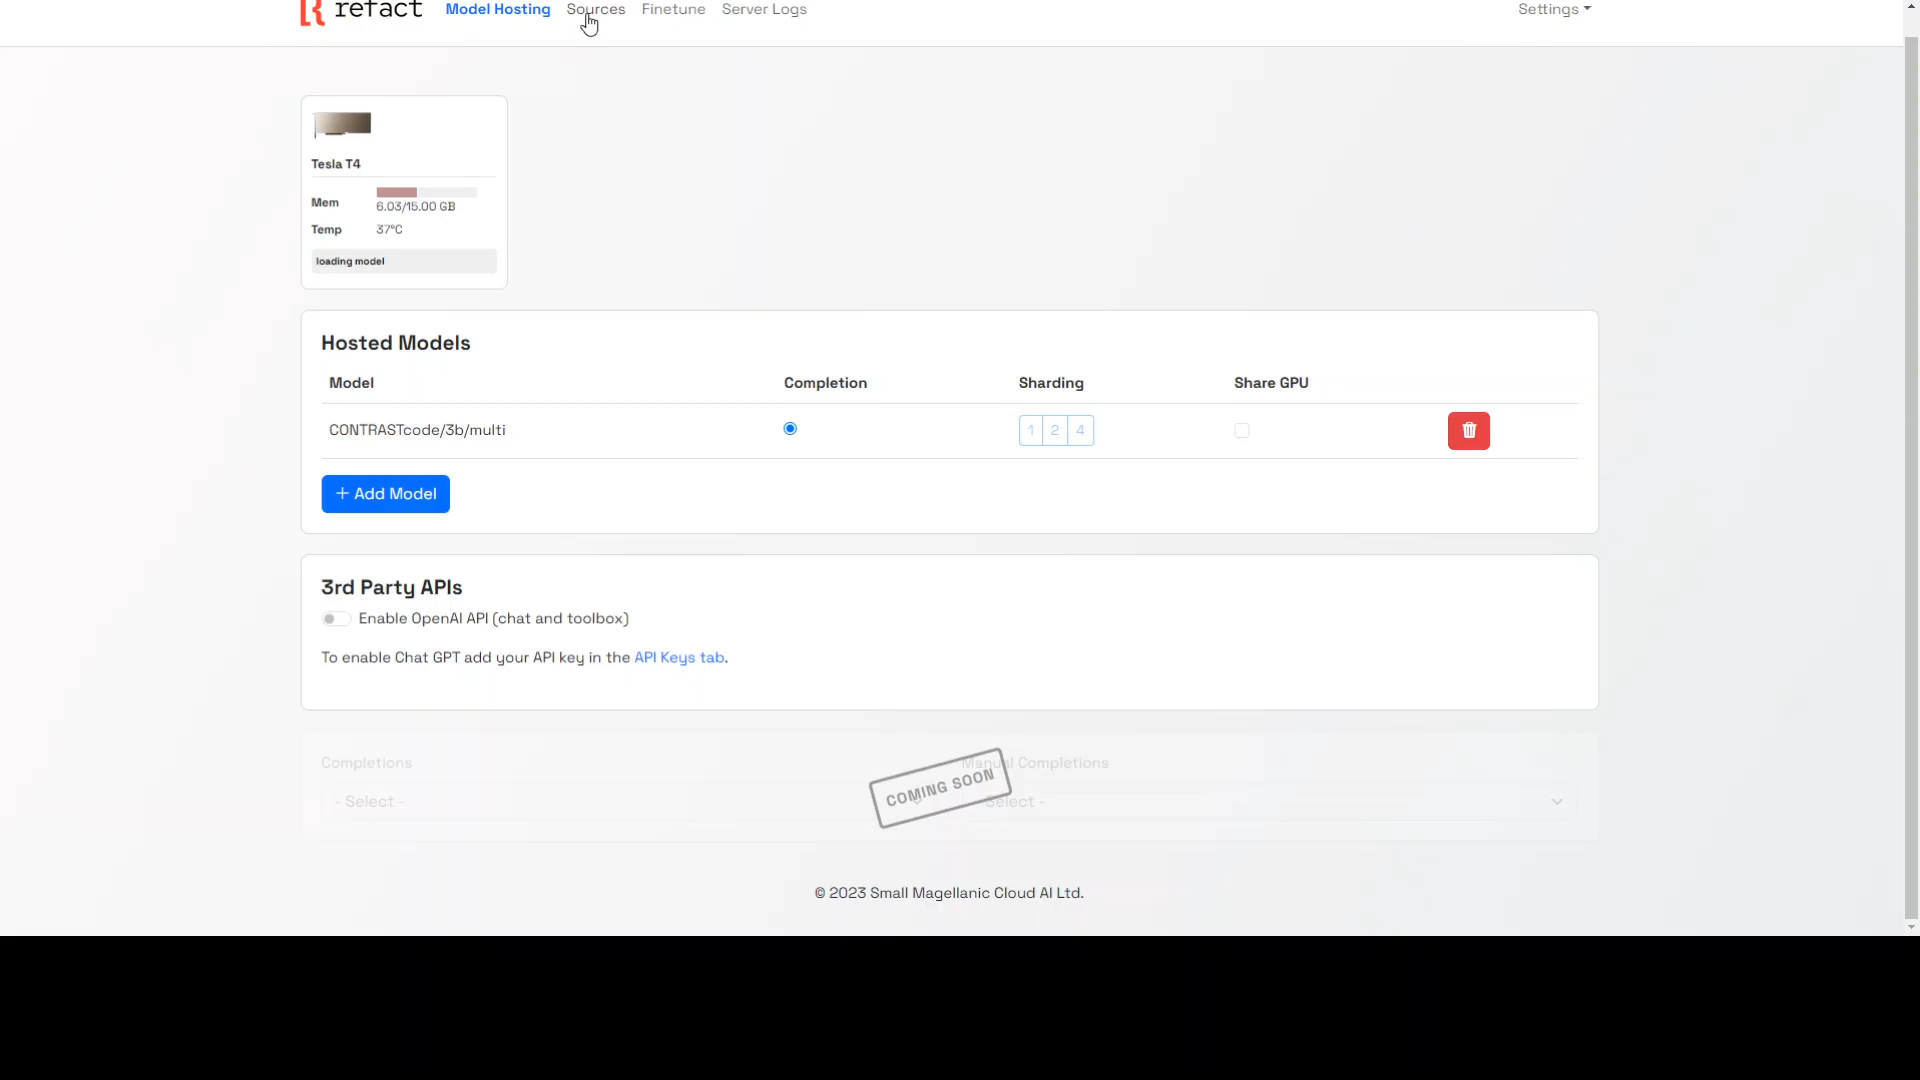 refact Model Hosting Sources Finetune Server Logs Settings
Tesla T4
Mem 6.03/15.00 GB
Temp 37°C
loading model
Hosted Models
Model Completion Sharding Share GPU
CONTRASTcode/3b/multi 1 2 4
+ Add Model
3rd Party APIs
Enable OpenAI API (chat and toolbox)
To enable Chat GPT add your API key in the API Keys tab.
Completions Manual Completions
- Select - Select -
COMING SOON
© 2023 Small Magellanic Cloud AI Ltd.